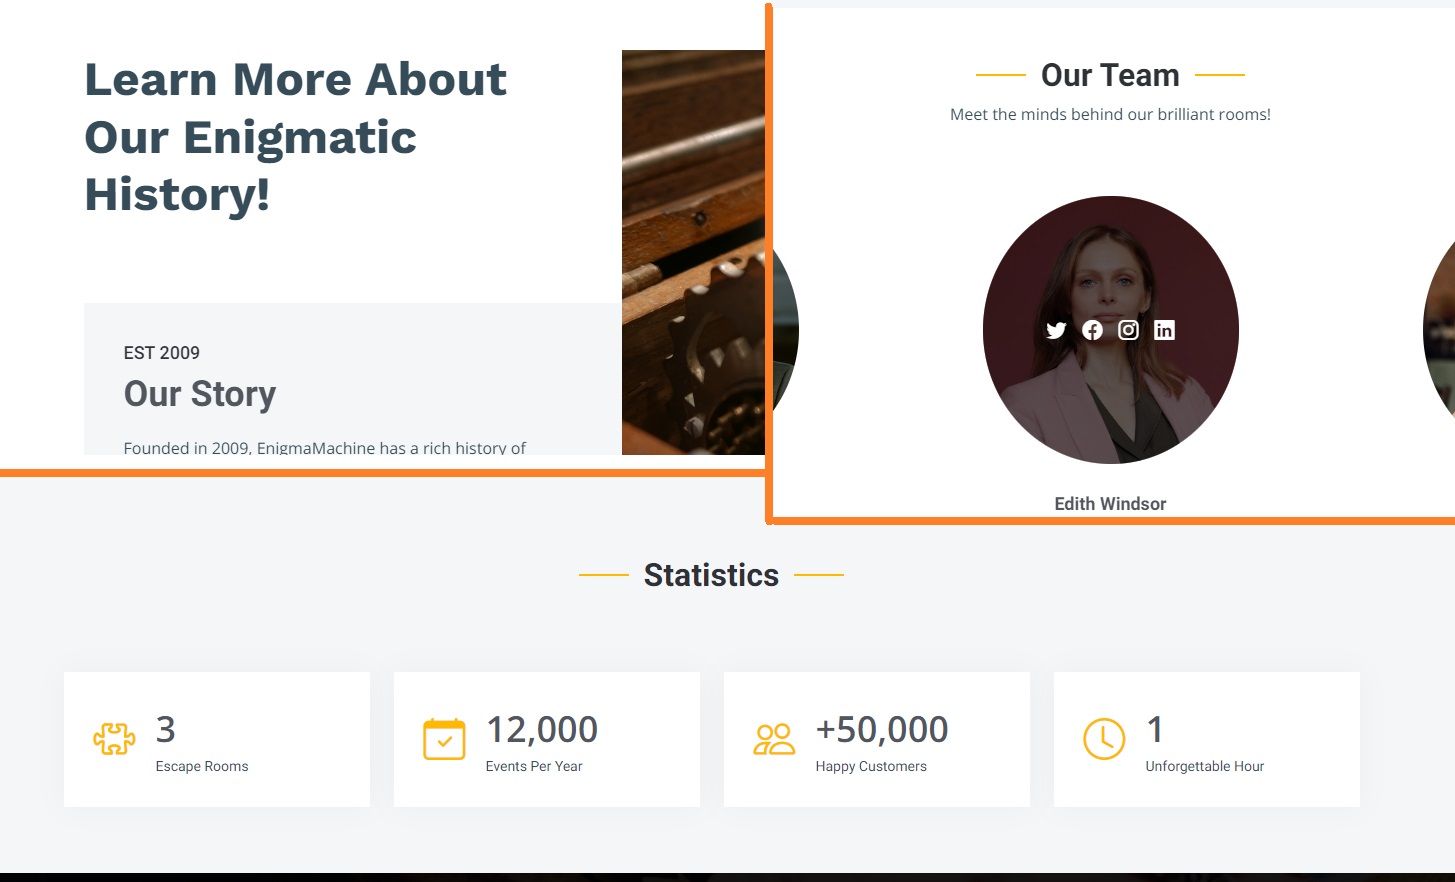 Learn More About
Our Enigmatic
History!
EST 2009
Our Story
Founded in 2009, EnigmaMachine has a rich history of
Our Team
Meet the minds behind our brilliant rooms!
Edith Windsor
Statistics
3
Escape Rooms
12,000
Events Per Year
+50,000
Happy Customers
1
Unforgettable Hour